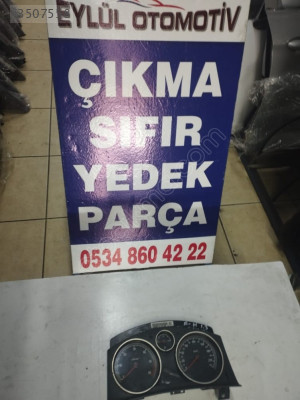 EYLÜL OTOMOTİV
ÇIKMA
SIFIR
YEDEK
PARÇA
0534 860 42 22